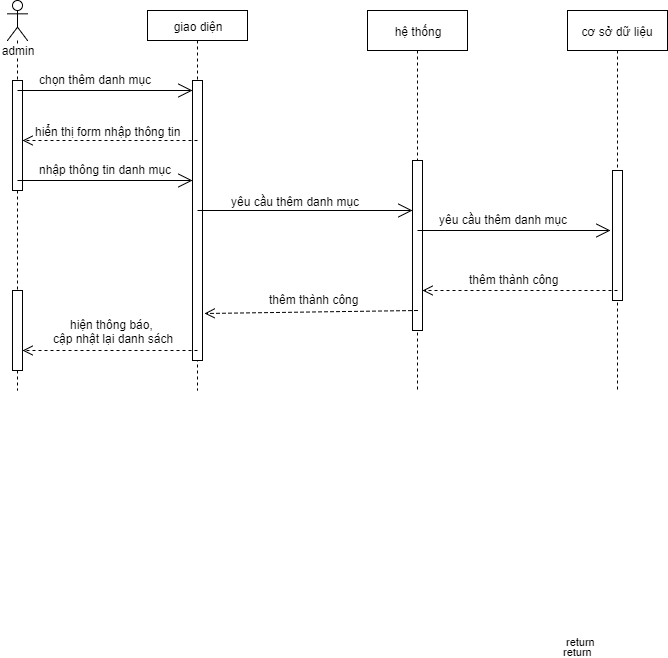 admin
giao diện
hệ thống
cơ sở dữ liệu
chọn thêm danh mục
hiển thị form nhập thông tin
nhập thông tin danh mục
yêu cầu thêm danh mục
yêu cầu thêm danh mục
thêm thành công
thêm thành công
hiện thông báo,
cập nhật lại danh sách
return
return